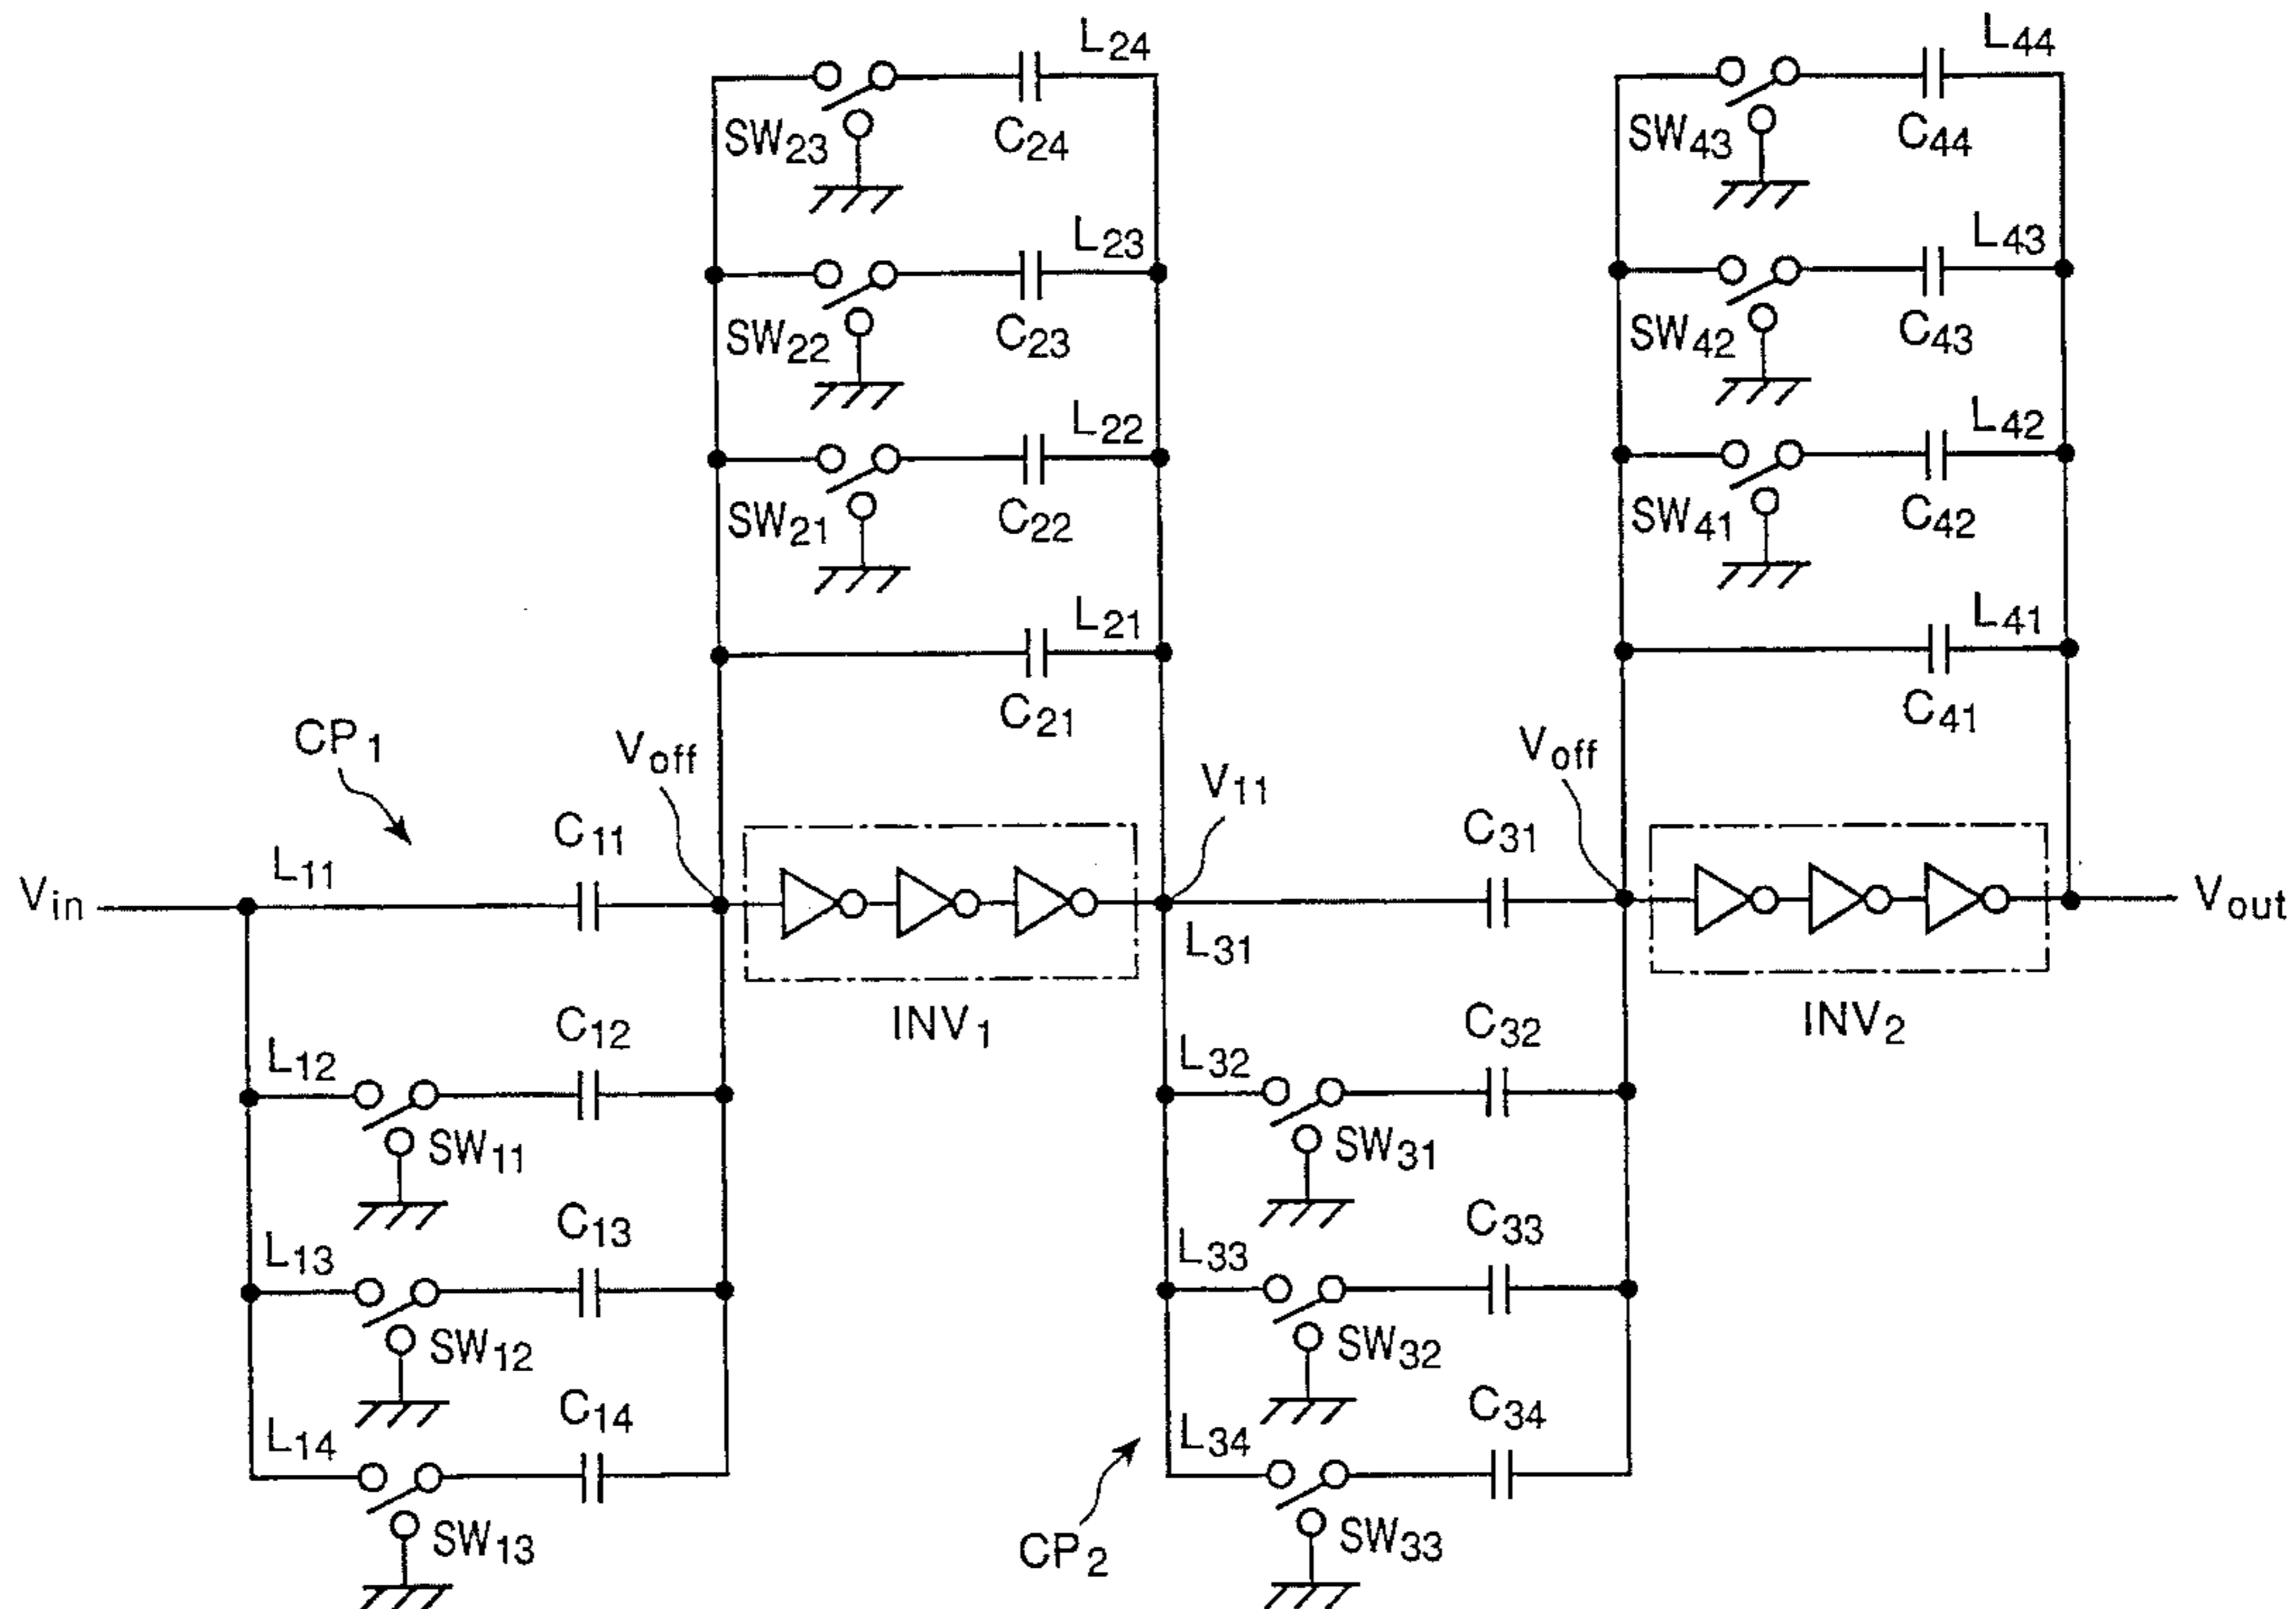 L24
L44
SW23
C24
SW43
C44
L23
L43
SW22
C23
SW42
C43
L22
L42
SW21
C22
SW41
C42
L21
L41
C21
C41
CP1
Voff
Voff
V11
C11
C31
L11
Vin
Vout
L31
INV1
INV2
C12
C32
L12
L32
SW11
SW31
C13
C33
L13
L33
SW12
SW32
C14
C34
L14
L34
SW13
SW33
CP2